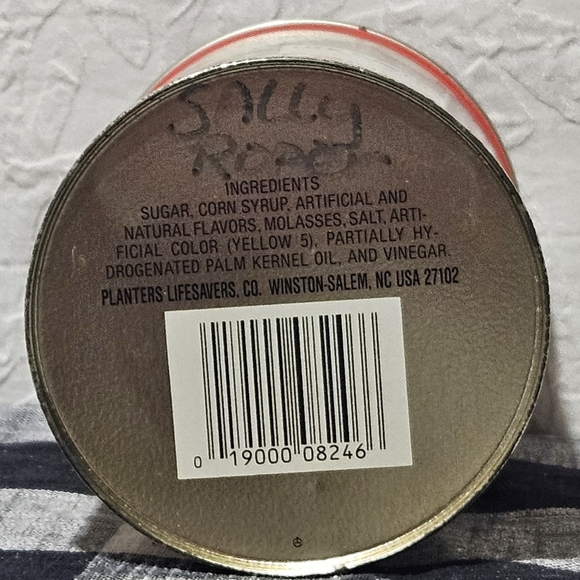 SALLY
INGREDIENTS
SUGAR, CORN SYRUP, ARTIFICIAL AND
NATURAL FLAVORS, MOLASSES, SALT, ARTI-
FICIAL COLOR (YELLOW 5), PARTIALLY HY-
DROGENATED PALM KERNEL OIL, AND VINEGAR.
PLANTERS LIFESAVERS, CO. WINSTON-SALEM, NC USA 27102
0 19000 08246